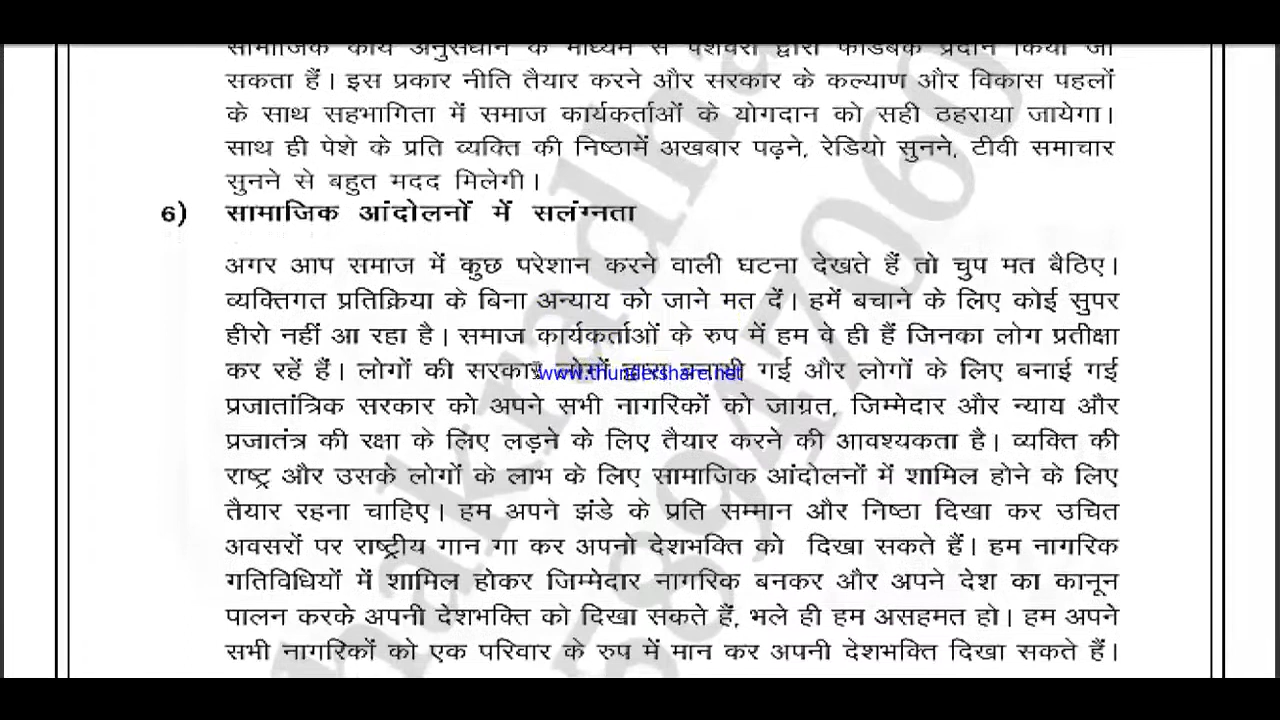 सामाजिक कार्य अनुसंधान के माध्यम से पेशेवरों द्वारा फीडबैक प्रदान किया जा
सकता हैं। इस प्रकार नीति तैयार करने और सरकार के कल्याण और विकास पहलों
के साथ सहभागिता में समाज कार्यकर्ताओं के योगदान को सही ठहराया जायेगा।
साथ ही पेशे के प्रति व्यक्ति की निष्ठामें अखबार पढ़ने, रेडियो सुनने, टीवी समाचार
सुनने से बहुत मदद मिलेगी।
6) सामाजिक आंदोलनों में सलंग्नता
अगर आप समाज में कुछ परेशान करने वाली घटना देखते हैं तो चुप मत बैठिए।
व्यक्तिगत प्रतिक्रिया के बिना अन्याय को जाने मत दें। हमें बचाने के लिए कोई सुपर
हीरो नहीं आ रहा है। समाज कार्यकर्ताओं के रुप में हम वे ही हैं जिनका लोग प्रतीक्षा
कर रहें हैं। लोगों की सरकार लोगों द्वारा बनायी गई और लोगों के लिए बनाई गई
www.thundershare.net
प्रजातांत्रिक सरकार को अपने सभी नागरिकों को जाग्रत, जिम्मेदार और न्याय और
प्रजातंत्र की रक्षा के लिए लड़ने के लिए तैयार करने की आवश्यकता है। व्यक्ति की
राष्ट्र और उसके लोगों के लाभ के लिए सामाजिक आंदोलनों में शामिल होने के लिए
तैयार रहना चाहिए। हम अपने झंडे के प्रति सम्मान और निष्ठा दिखा कर उचित
अवसरों पर राष्ट्रीय गान गा कर अपनो देशभक्ति को दिखा सकते हैं। हम नागरिक
गतिविधियों में शामिल होकर जिम्मेदार नागरिक बनकर और अपने देश का कानून
पालन करके अपनी देशभक्ति को दिखा सकते हैं, भले ही हम असहमत हो। हम अपने
सभी नागरिकों को एक परिवार के रुप में मान कर अपनी देशभक्ति दिखा सकते हैं।